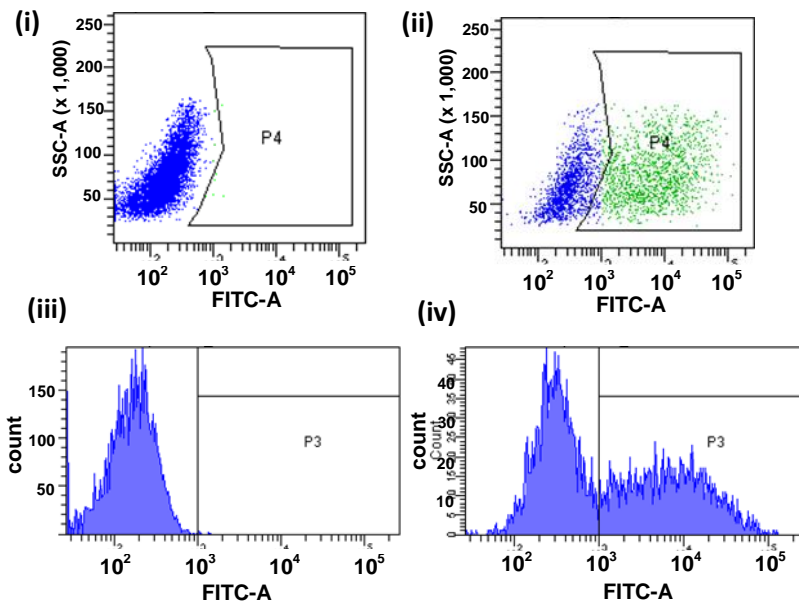 (i)
250
200
150
100
50
SSC-A (x 1,000)
P4
10² 10³ 10⁴ 10⁵
FITC-A
(ii)
250
200
150
100
50
SSC-A (x 1,000)
P4
10² 10³ 10⁴ 10⁵
FITC-A
(iii)
150
100
50
count
P3
10² 10³ 10⁴ 10⁵
FITC-A
(iv)
40
30
20
10
count
Count
45
P3
10² 10³ 10⁴ 10⁵
FITC-A